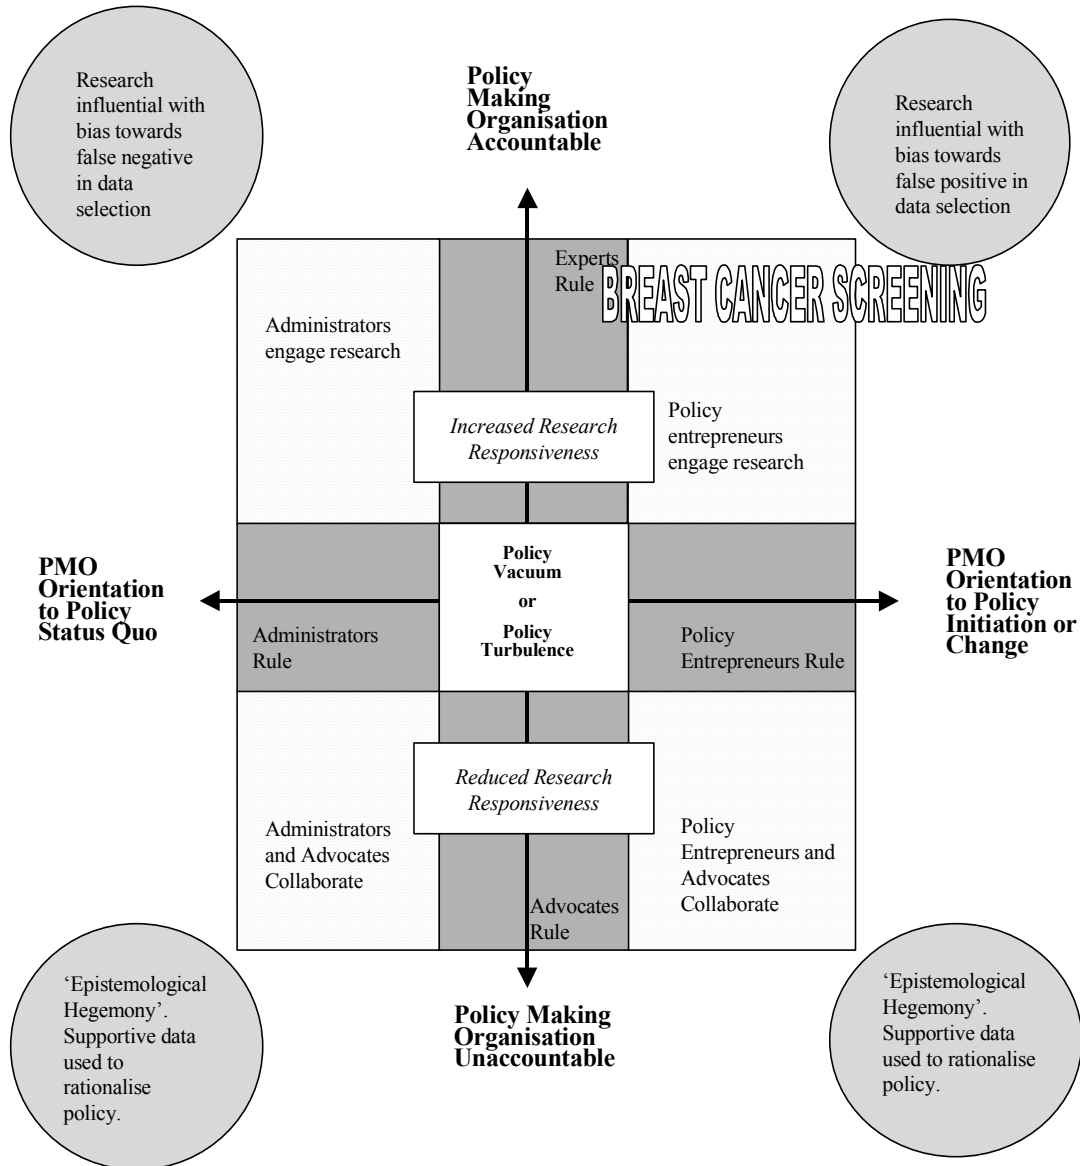 Research
influential with
bias towards
false negative
in data
selection
Policy
Making
Organisation
Accountable
Research
influential with
bias towards
false positive in
data selection
Experts
Rule
BREAST CANCER SCREENING
Administrators
engage research
Increased Research
Responsiveness
Policy
entrepreneurs
engage research
PMO
Orientation
to Policy
Status Quo
Policy
Vacuum
or
Policy
Turbulence
PMO
Orientation
to Policy
Initiation or
Change
Administrators
Rule
Policy
Entrepreneurs Rule
Reduced Research
Responsiveness
Administrators
and Advocates
Collaborate
Policy
Entrepreneurs and
Advocates
Collaborate
Advocates
Rule
‘Epistemological
Hegemony’.
Supportive data
used to
rationalise
policy.
Policy Making
Organisation
Unaccountable
‘Epistemological
Hegemony’.
Supportive data
used to rationalise
policy.